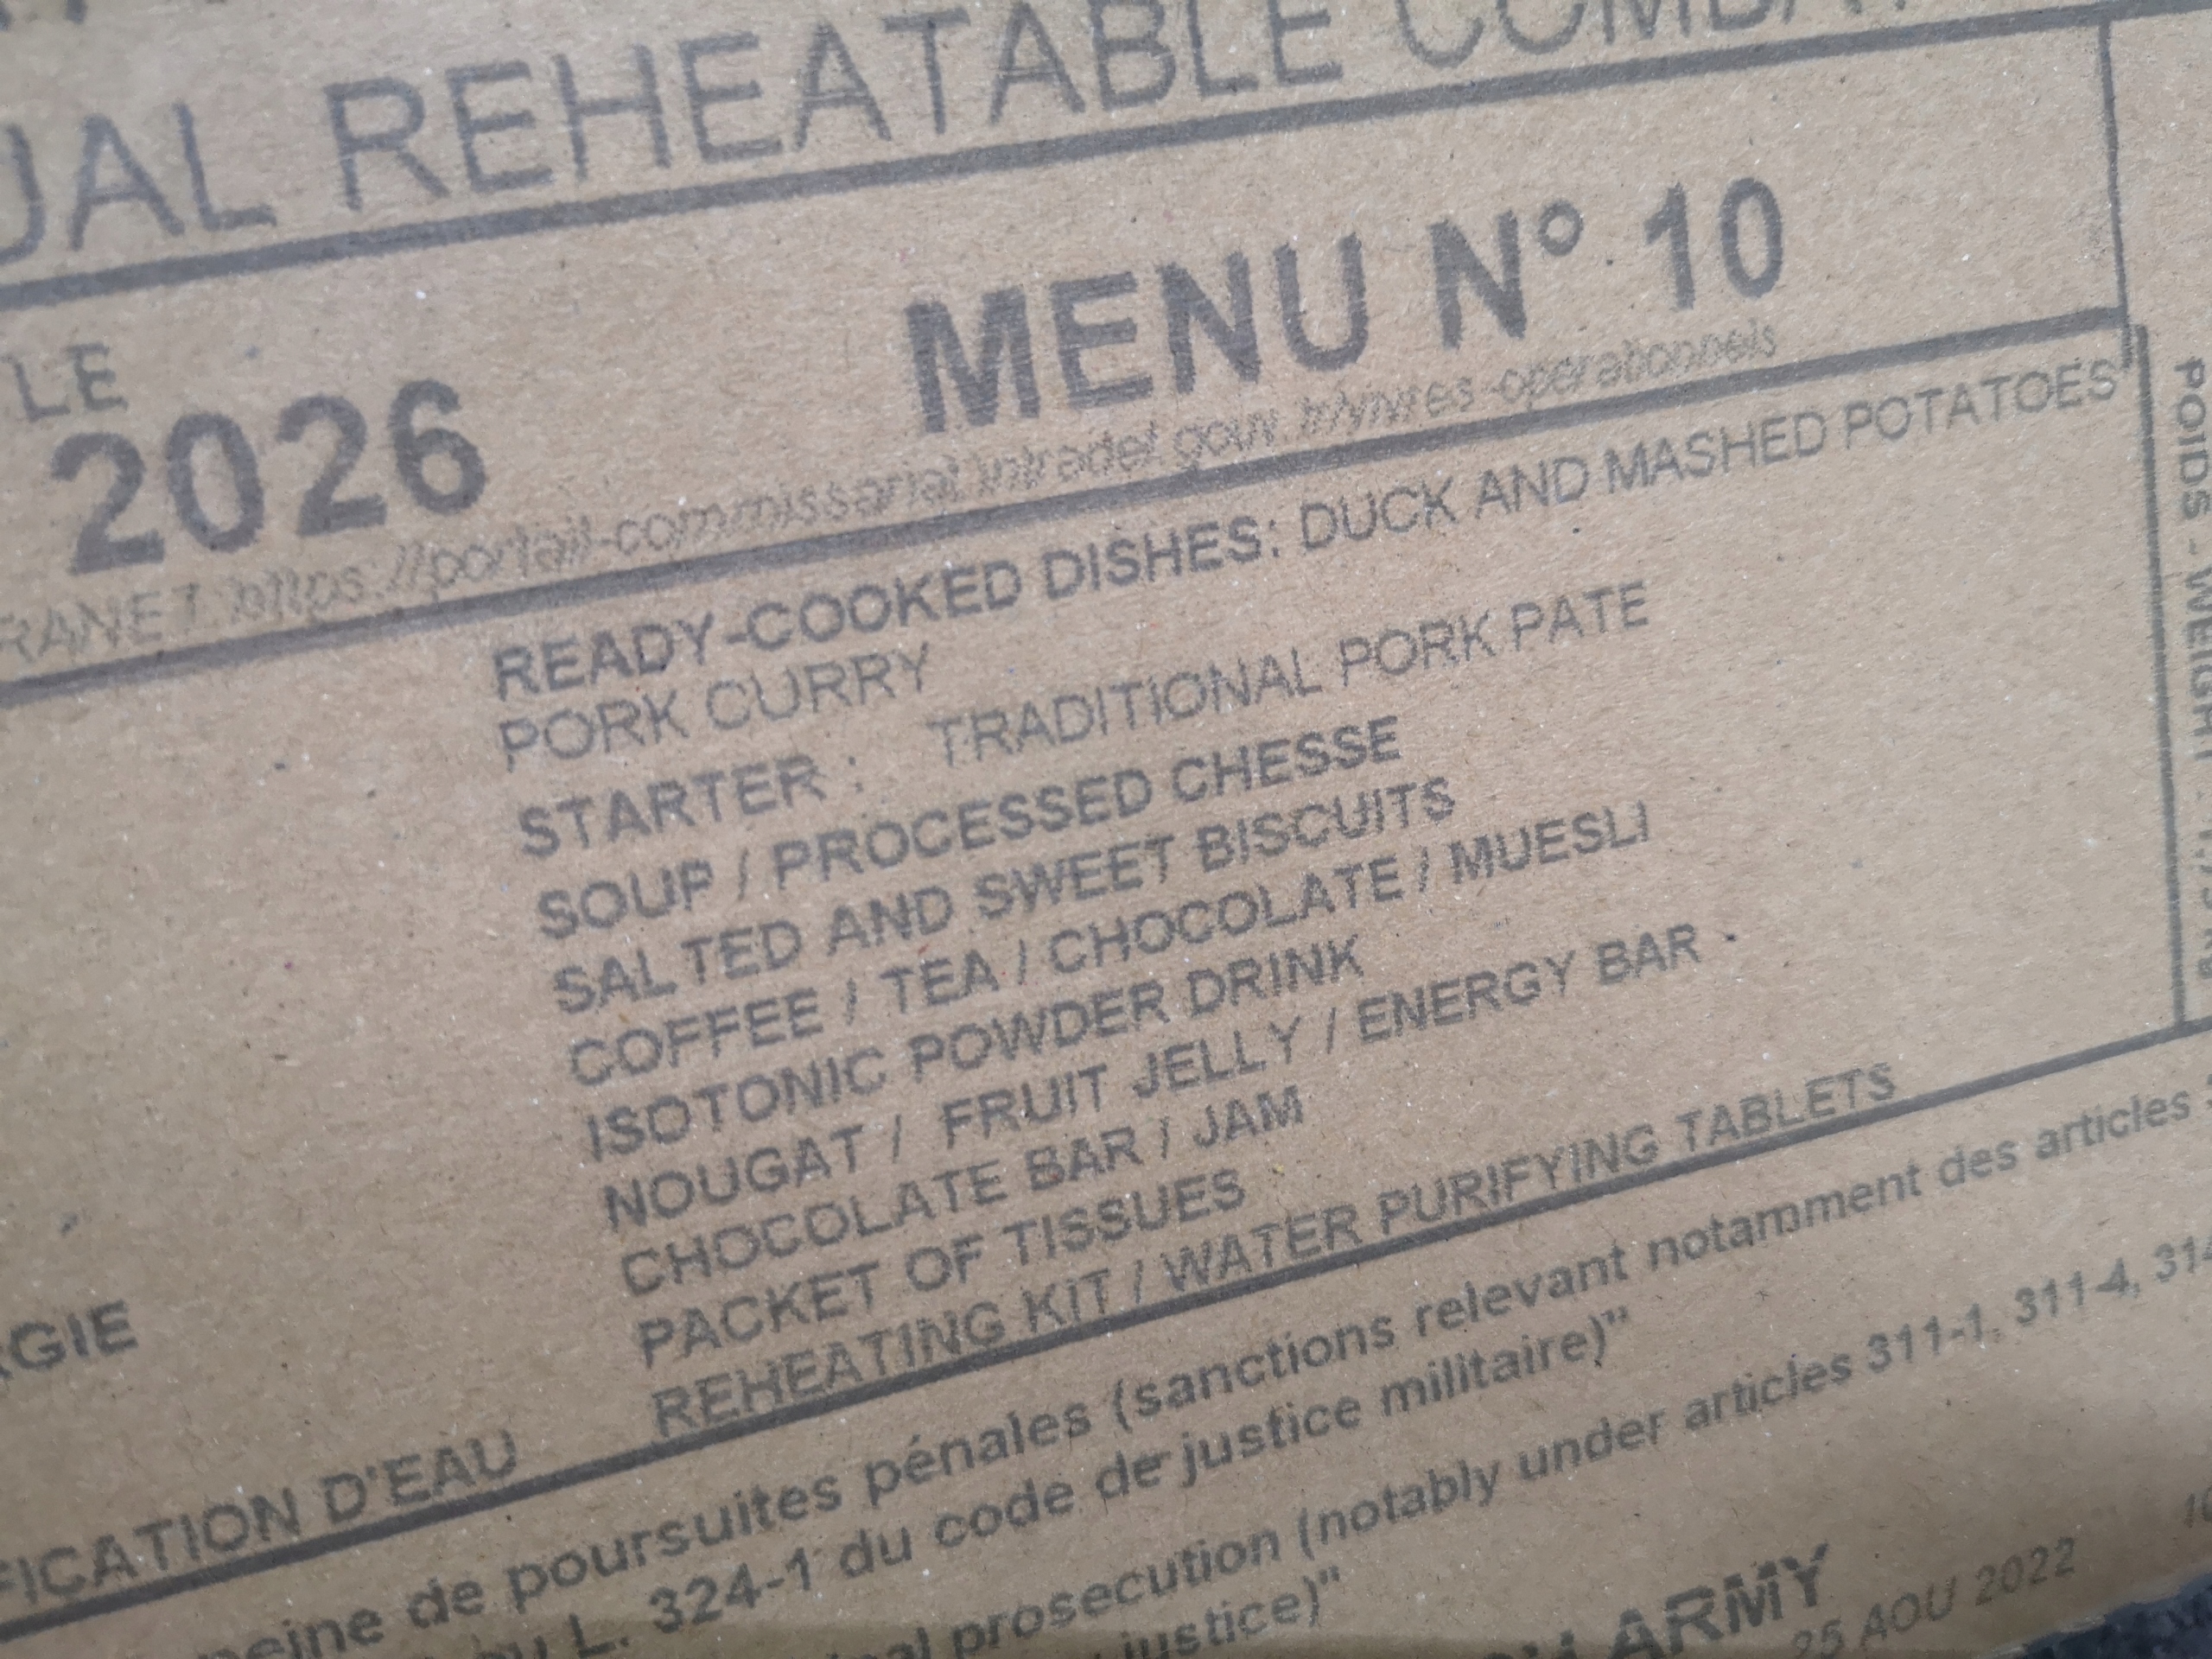 REHEATABLE
LE
2026
MENU N° 10
READY-COOKED DISHES: DUCK AND MASHED POTATOES
PORK CURRY
STARTER : TRADITIONAL PORK PATE
SOUP / PROCESSED CHESSE
SALTED AND SWEET BISCUITS
COFFEE / TEA / CHOCOLATE / MUESLI
ISOTONIC POWDER DRINK
NOUGAT / FRUIT JELLY / ENERGY BAR
CHOCOLATE BAR / JAM
PACKET OF TISSUES
REHEATING KIT / WATER PURIFYING TABLETS
POIDS - WEIGHT
D'EAU
de poursuites pénales (sanctions relevant notamment des articles
L. 324-1 du code de justice militaire)"
prosecution (notably under articles 311-1, 311-4,
justice)"
ARMY
25 AOU 2022